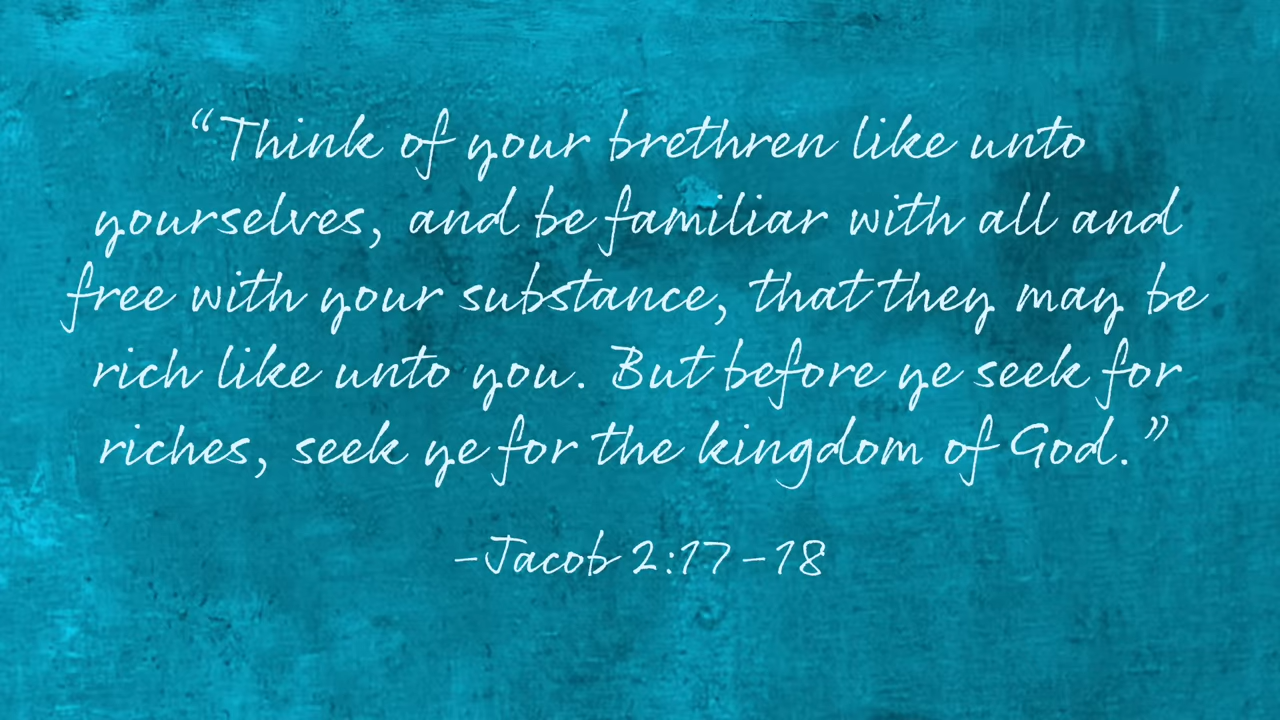 “Think of your brethren like unto
yourselves, and be familiar with all and
free with your substance, that they may be
rich like unto you. But before ye seek for
riches, seek ye for the kingdom of God.”
–Jacob 2:17–18